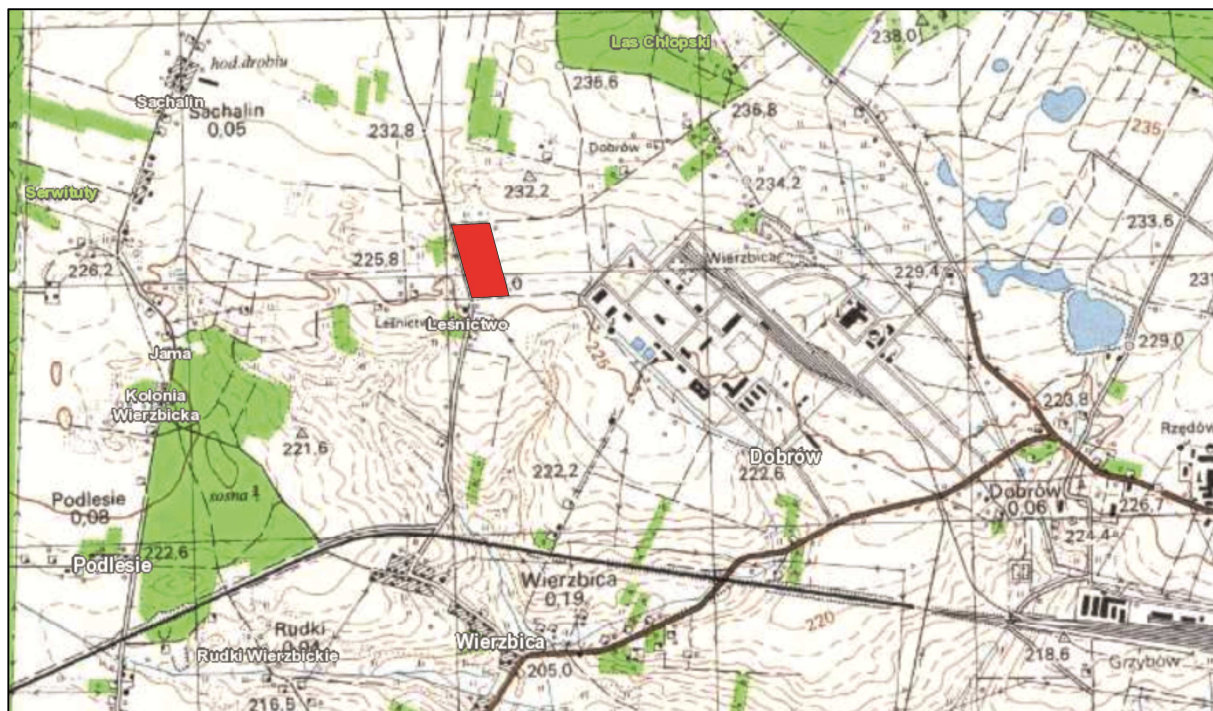 Las Chłopski
238.0
hod. drobiu
236.6
Sachalin
Sachalin
0,05
236,8
232,8
235
Dobrów
232.2
234.2
Serwituty
233.6
226.2
225.8
Wierzbica
229.4
231
0
Leśnictwo
Leśnictwo
229.0
225
Jama
Kolonia
Wierzbicka
223.8
Rzędów
221.6
Dobrów
222.2
222.6
Podlesie
0,08
sosna
Dobrów
0,06
226,7
224.4
222.6
Podlesie
Wierzbica
0,19
220
Rudki
Wierzbica
Rudki Wierzbickie
218.6
Grzybów
205.0
216.5